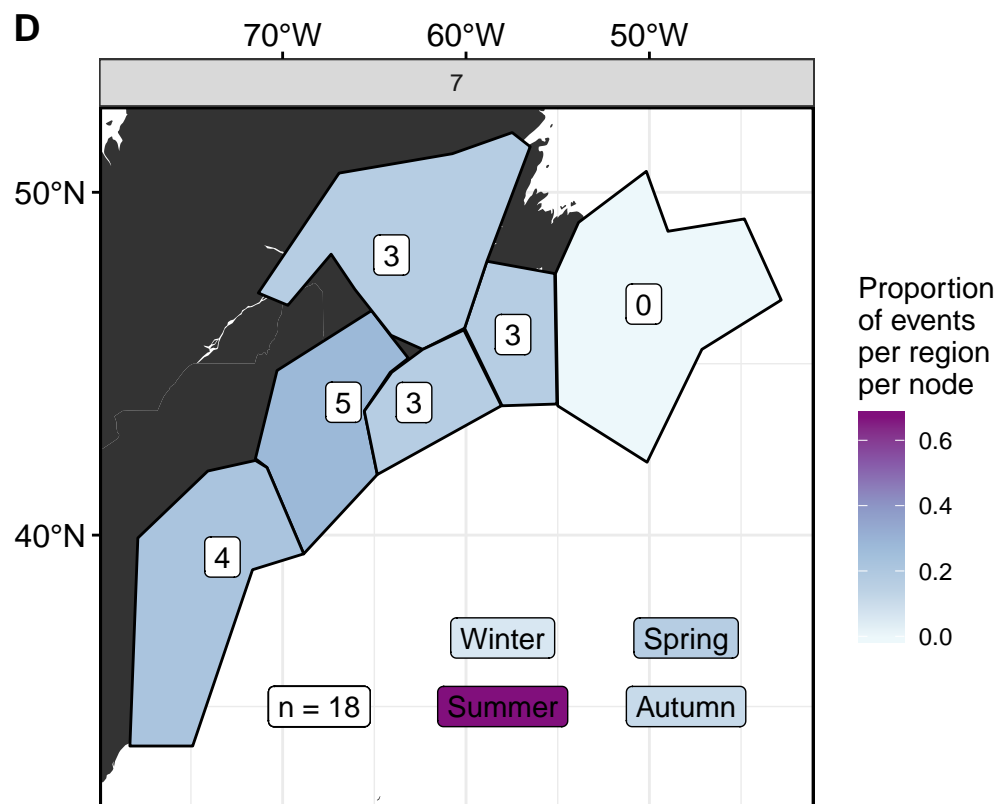 D
70°W 60°W 50°W
7
50°N
40°N
3
0
3
5
3
4
Winter Spring
n = 18 Summer Autumn
Proportion
of events
per region
per node
0.6
0.4
0.2
0.0